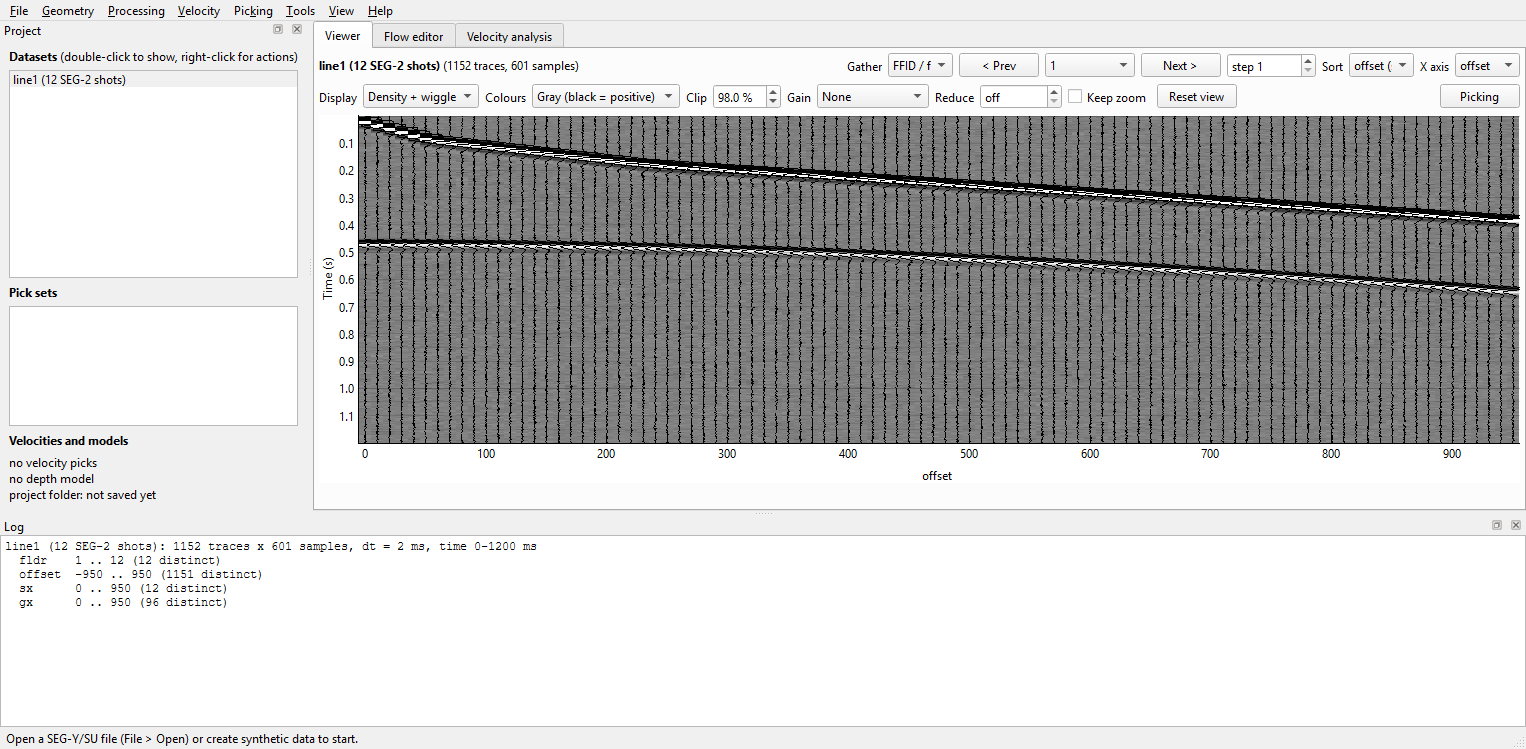 File Geometry Processing Velocity Picking Tools View Help
Project
Datasets (double-click to show, right-click for actions)
line1 (12 SEG-2 shots)
Pick sets
Velocities and models
no velocity picks
no depth model
project folder: not saved yet
Viewer Flow editor Velocity analysis
line1 (12 SEG-2 shots) (1152 traces, 601 samples) Gather FFID / f < Prev 1 Next > step 1 Sort offset ( X axis offset
Display Density + wiggle Colours Gray (black = positive) Clip 98.0 % Gain None Reduce off Keep zoom Reset view Picking
0.1
0.2
0.3
0.4
0.5
0.6
0.7
0.8
0.9
1.0
1.1
Time (s)
0 100 200 300 400 500 600 700 800 900
offset
Log
line1 (12 SEG-2 shots): 1152 traces x 601 samples, dt = 2 ms, time 0-1200 ms
fldr 1 .. 12 (12 distinct)
offset -950 .. 950 (1151 distinct)
sx 0 .. 950 (12 distinct)
gx 0 .. 950 (96 distinct)
Open a SEG-Y/SU file (File > Open) or create synthetic data to start.